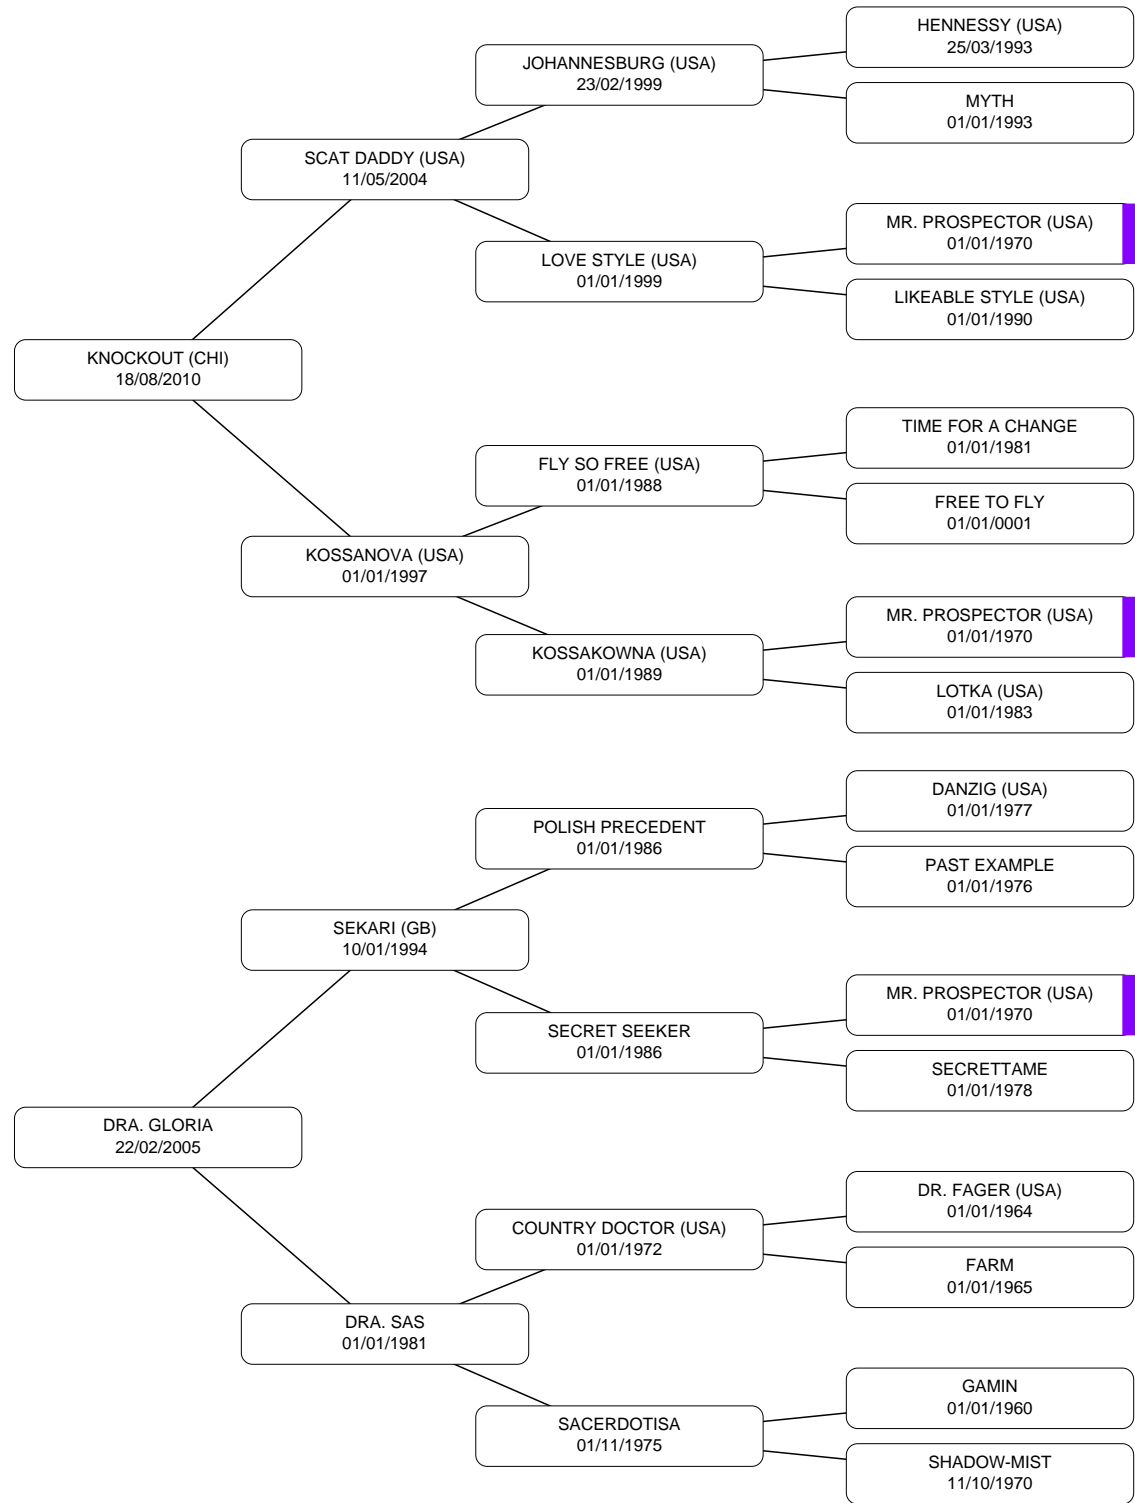 HENNESSY (USA)
25/03/1993
JOHANNESBURG (USA)
23/02/1999
MYTH
01/01/1993
SCAT DADDY (USA)
11/05/2004
MR. PROSPECTOR (USA)
01/01/1970
LOVE STYLE (USA)
01/01/1999
LIKEABLE STYLE (USA)
01/01/1990
KNOCKOUT (CHI)
18/08/2010
TIME FOR A CHANGE
01/01/1981
FLY SO FREE (USA)
01/01/1988
FREE TO FLY
01/01/0001
KOSSANOVA (USA)
01/01/1997
MR. PROSPECTOR (USA)
01/01/1970
KOSSAKOWNA (USA)
01/01/1989
LOTKA (USA)
01/01/1983
DANZIG (USA)
01/01/1977
POLISH PRECEDENT
01/01/1986
PAST EXAMPLE
01/01/1976
SEKARI (GB)
10/01/1994
MR. PROSPECTOR (USA)
01/01/1970
SECRET SEEKER
01/01/1986
SECRETTAME
01/01/1978
DRA. GLORIA
22/02/2005
DR. FAGER (USA)
01/01/1964
COUNTRY DOCTOR (USA)
01/01/1972
FARM
01/01/1965
DRA. SAS
01/01/1981
GAMIN
01/01/1960
SACERDOTISA
01/11/1975
SHADOW-MIST
11/10/1970